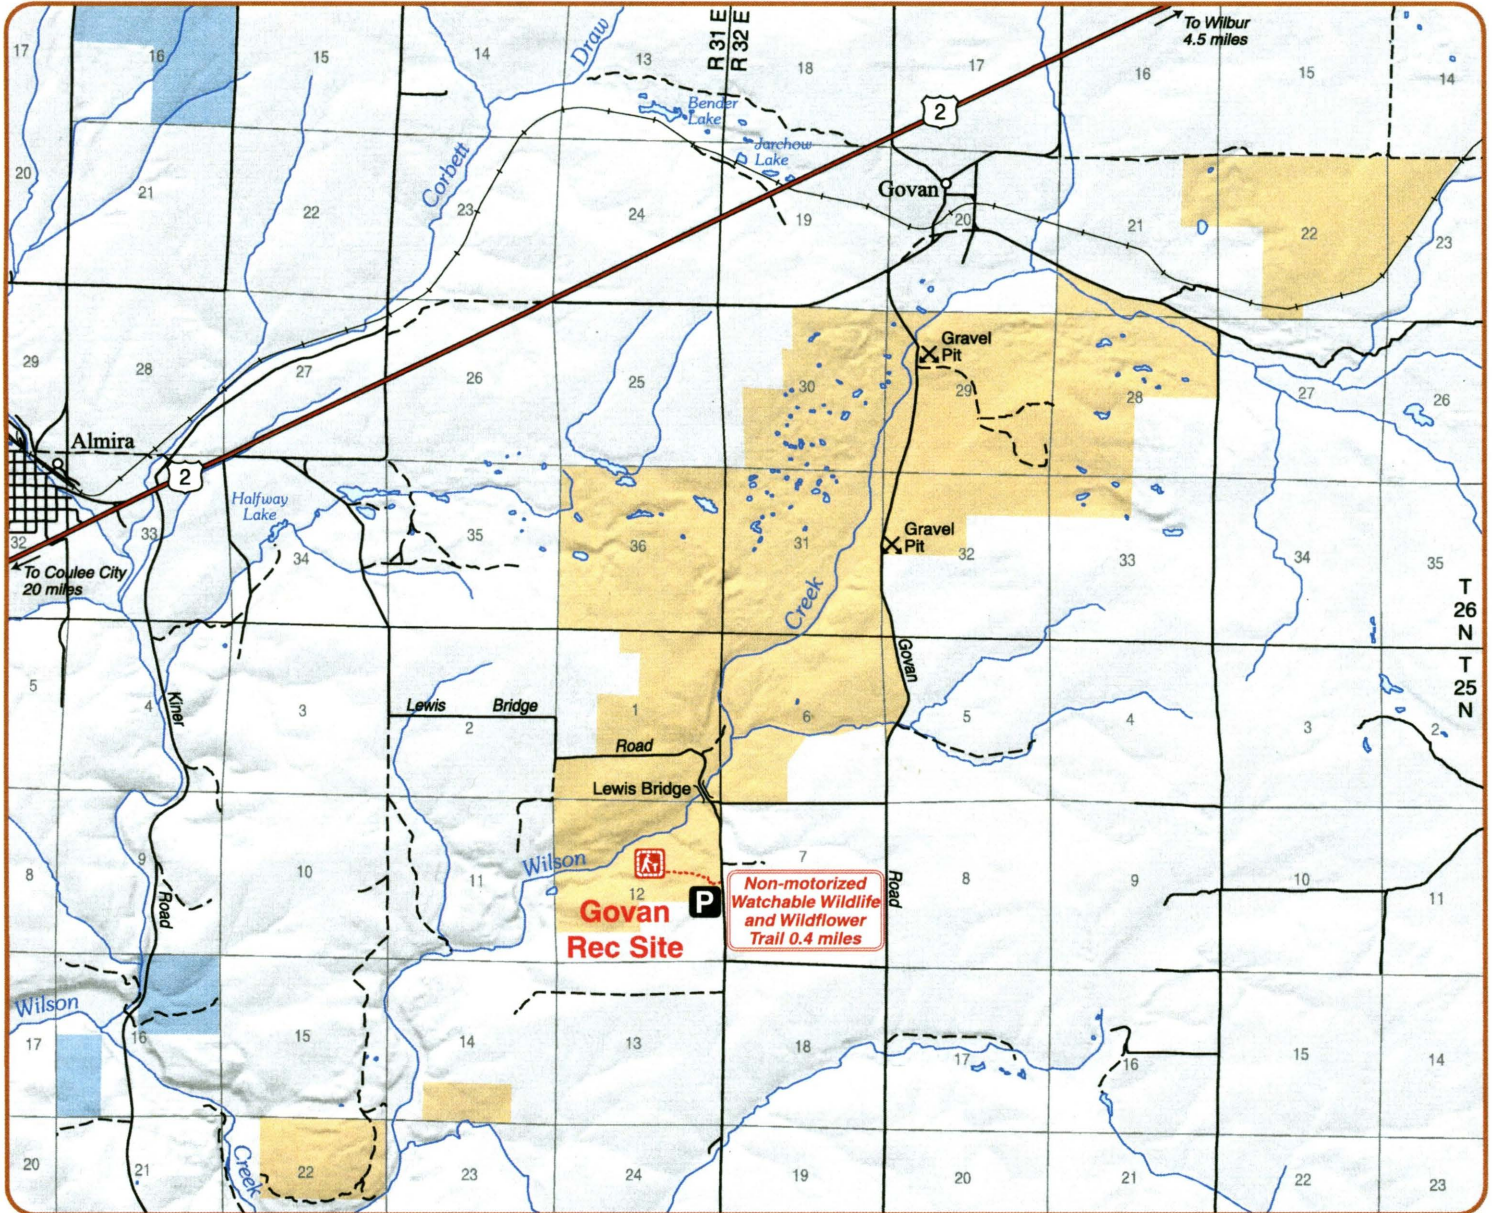 To Wilbur
4.5 miles
17
16
15
14
Draw
13
R 31 E
R 32 E
18
17
16
15
14
2
Bender
Lake
Jarchow
Lake
Corbett
Govan
20
21
22
23
24
19
20
21
22
23
Gravel
Pit
29
28
27
26
25
30
29
28
27
26
Almira
2
Halfway
Lake
32
33
34
35
36
31
Gravel
Pit
32
33
34
35
To Coulee City
20 miles
Creek
T
26
N
T
25
N
Govan
5
4
Kiner
3
Lewis Bridge
2
1
6
5
4
3
2
Road
Lewis Bridge
8
9
10
11
Wilson
12
7
8
9
10
11
Road
Govan
Rec Site
P
Non-motorized
Watchable Wildlife
and Wildflower
Trail 0.4 miles
Road
Wilson
17
16
15
14
13
18
17
16
15
14
20
21
Creek
22
23
24
19
20
21
22
23